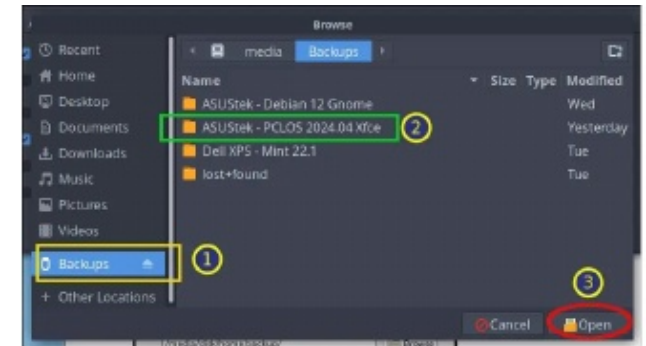 Browse
Recent
media Backups
Home
Name Size Type Modified
Desktop
ASUStek - Debian 12 Gnome Wed
Documents
ASUStek - PCLOS 2024.04 Xfce 2 Yesterday
Downloads
Dell XPS - Mint 22.1 Tue
Music
lost+found Tue
Pictures
Videos
Backups 1
+ Other Locations
3
Cancel Open